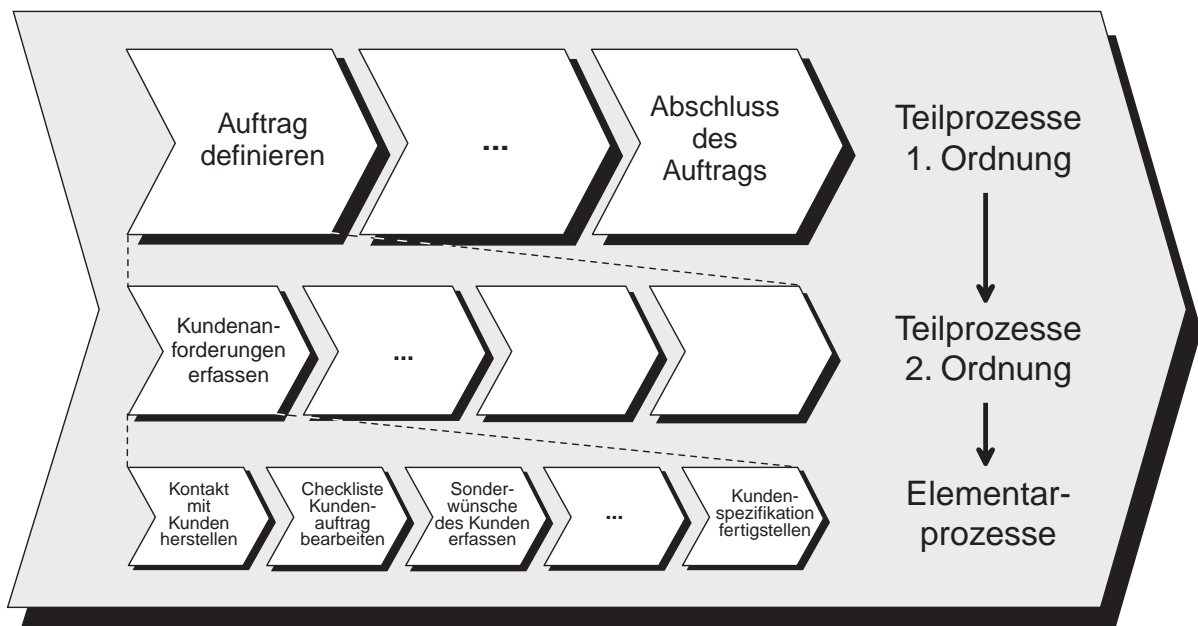 Auftrag
definieren
...
Abschluss
des
Auftrags
Teilprozesse
1. Ordnung
Kundenan-
forderungen
erfassen
...
Teilprozesse
2. Ordnung
Kontakt
mit
Kunden
herstellen
Checkliste
Kunden-
auftrag
bearbeiten
Sonder-
wünsche
des Kunden
erfassen
...
Kunden-
spezifikation
fertigstellen
Elementar-
prozesse